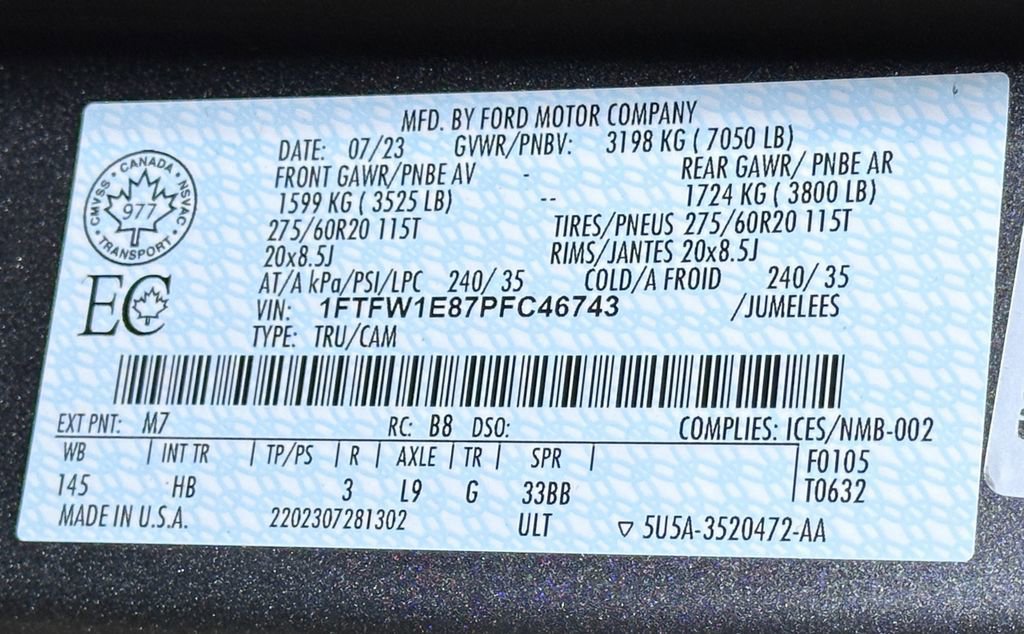 MFD. BY FORD MOTOR COMPANY
DATE: 07/23 GVWR/PNBV: 3198 KG ( 7050 LB)
FRONT GAWR/PNBE AV - REAR GAWR/ PNBE AR
1599 KG ( 3525 LB) -- 1724 KG ( 3800 LB)
275/60R20 115T TIRES/PNEUS 275/60R20 115T
20x8.5J RIMS/JANTES 20x8.5J
AT/A kPa/PSI/LPC 240/ 35 COLD/A FROID 240/ 35
VIN: 1FTFW1E87PFC46743 /JUMELEES
TYPE: TRU/CAM
CANADA
CMVSS 977 NSVAC
TRANSPORT
EC
EXT PNT: M7 RC: B8 DSO: COMPLIES: ICES/NMB-002
WB | INT TR | TP/PS | R | AXLE | TR | SPR | F0105
145 HB 3 L9 G 33BB T0632
MADE IN U.S.A. 2202307281302 ULT ▽ 5U5A-3520472-AA